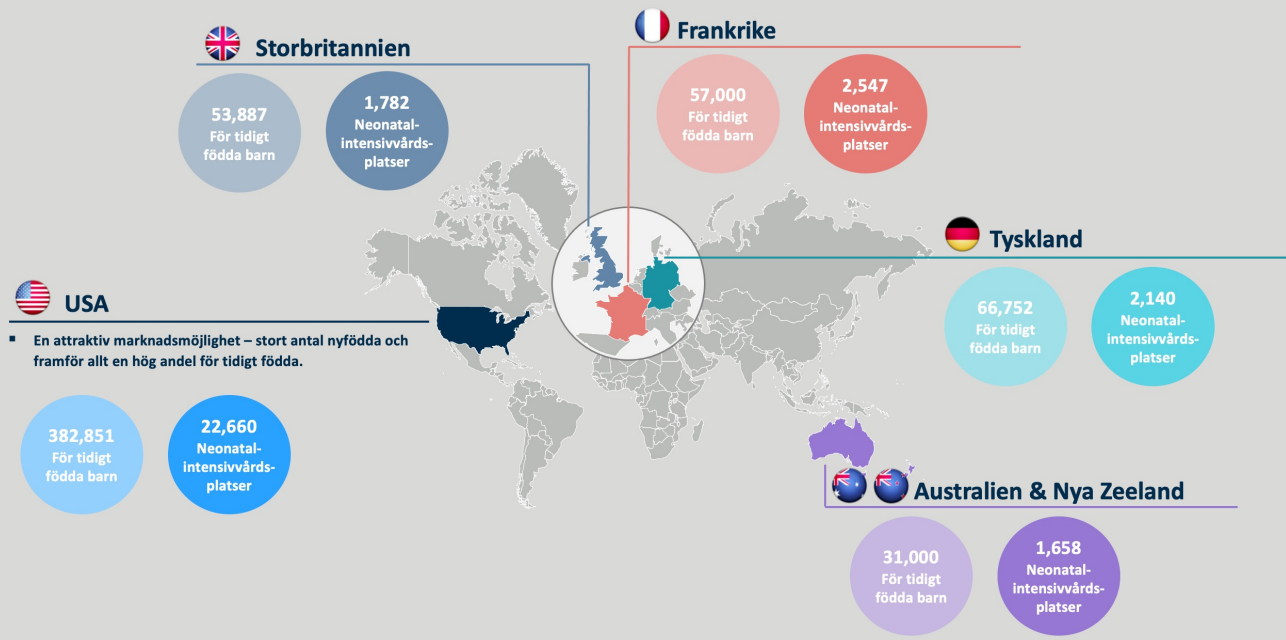 Storbritannien
53,887
För tidigt
födda barn
1,782
Neonatal-
intensivvårds-
platser
Frankrike
57,000
För tidigt
födda barn
2,547
Neonatal-
intensivvårds-
platser
Tyskland
66,752
För tidigt
födda barn
2,140
Neonatal-
intensivvårds-
platser
USA
▪ En attraktiv marknadsmöjlighet – stort antal nyfödda och
framför allt en hög andel för tidigt födda.
382,851
För tidigt
födda barn
22,660
Neonatal-
intensivvårds-
platser
Australien & Nya Zeeland
31,000
För tidigt
födda barn
1,658
Neonatal-
intensivvårds-
platser